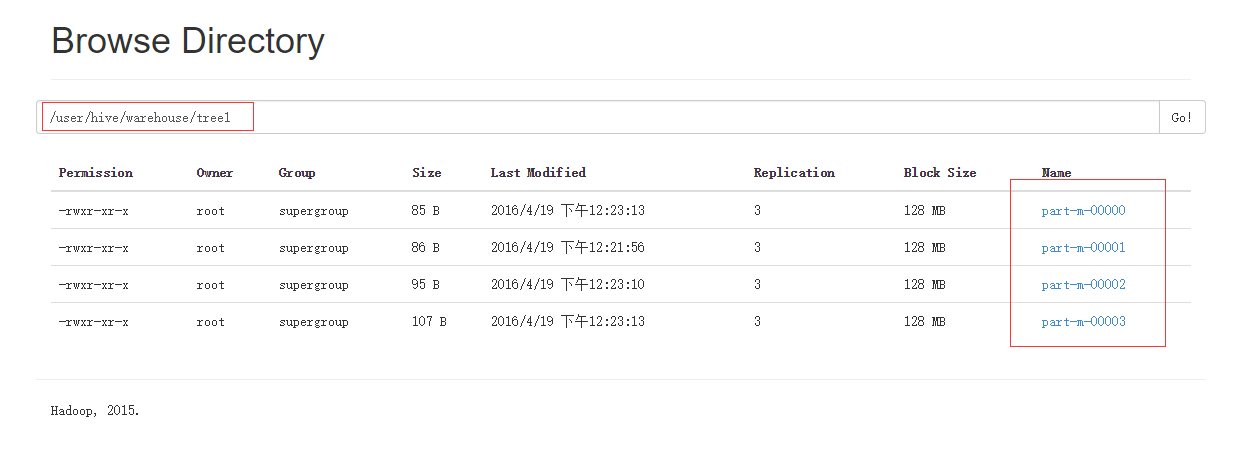 Browse Directory
/user/hive/warehouse/tree1 Go!
Permission Owner Group Size Last Modified Replication Block Size Name
-rwxr-xr-x root supergroup 85 B 2016/4/19 下午12:23:13 3 128 MB part-m-00000
-rwxr-xr-x root supergroup 86 B 2016/4/19 下午12:21:56 3 128 MB part-m-00001
-rwxr-xr-x root supergroup 95 B 2016/4/19 下午12:23:10 3 128 MB part-m-00002
-rwxr-xr-x root supergroup 107 B 2016/4/19 下午12:23:13 3 128 MB part-m-00003
Hadoop, 2015.